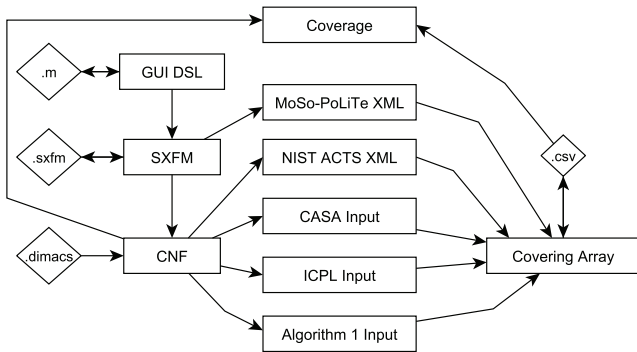 Coverage
.m
GUI DSL
MoSo-PoLiTe XML
.sxfm
SXFM
NIST ACTS XML
.csv
CASA Input
.dimacs
CNF
Covering Array
ICPL Input
Algorithm 1 Input